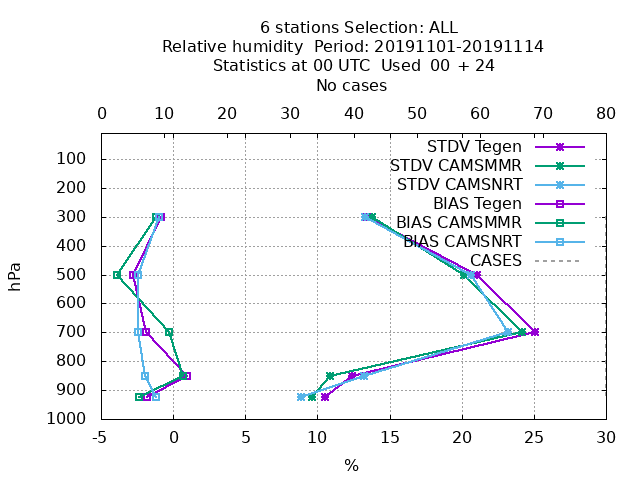 6 stations Selection: ALL
Relative humidity  Period: 20191101-20191114
Statistics at 00 UTC  Used  00 + 24
No cases
0 10 20 30 40 50 60 70 80
STDV Tegen
STDV CAMSMMR
STDV CAMSNRT
BIAS Tegen
BIAS CAMSMMR
BIAS CAMSNRT
CASES
100
200
300
400
500
600
700
800
900
1000
hPa
-5 0 5 10 15 20 25 30
%